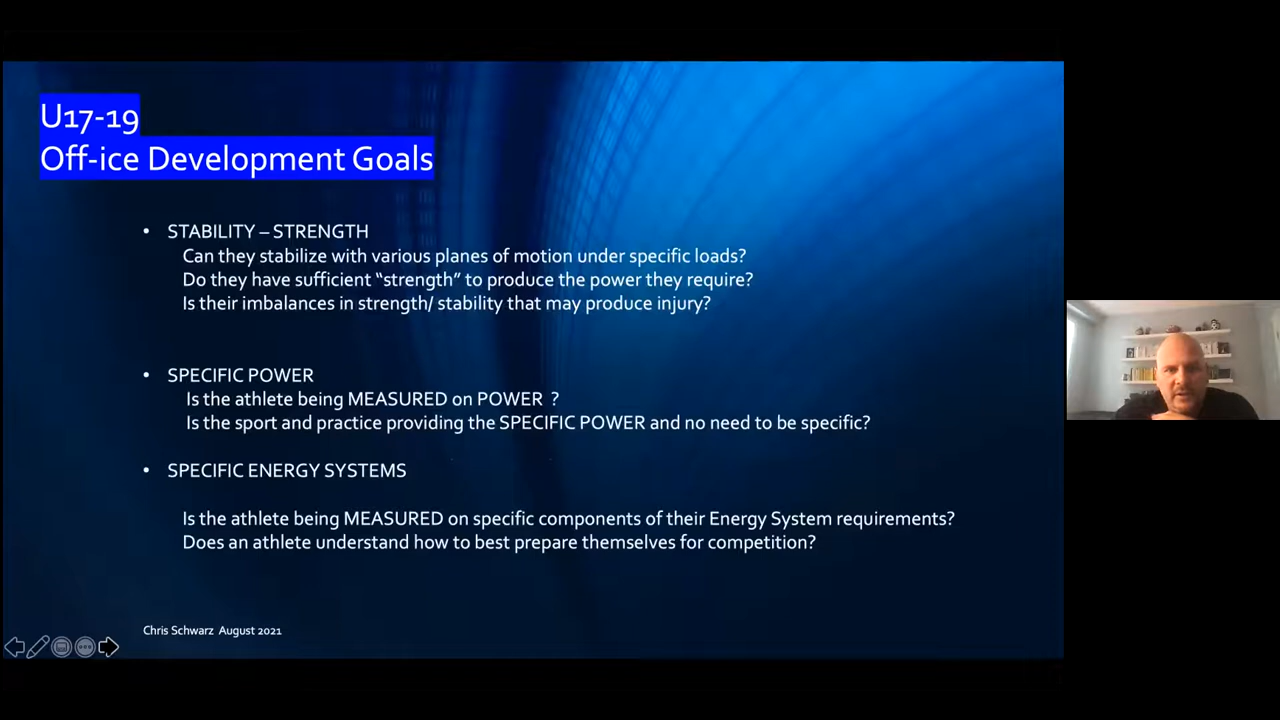 U17-19
Off-ice Development Goals
• STABILITY – STRENGTH
Can they stabilize with various planes of motion under specific loads?
Do they have sufficient “strength” to produce the power they require?
Is their imbalances in strength/ stability that may produce injury?
• SPECIFIC POWER
Is the athlete being MEASURED on POWER ?
Is the sport and practice providing the SPECIFIC POWER and no need to be specific?
• SPECIFIC ENERGY SYSTEMS
Is the athlete being MEASURED on specific components of their Energy System requirements?
Does an athlete understand how to best prepare themselves for competition?
Chris Schwarz August 2021